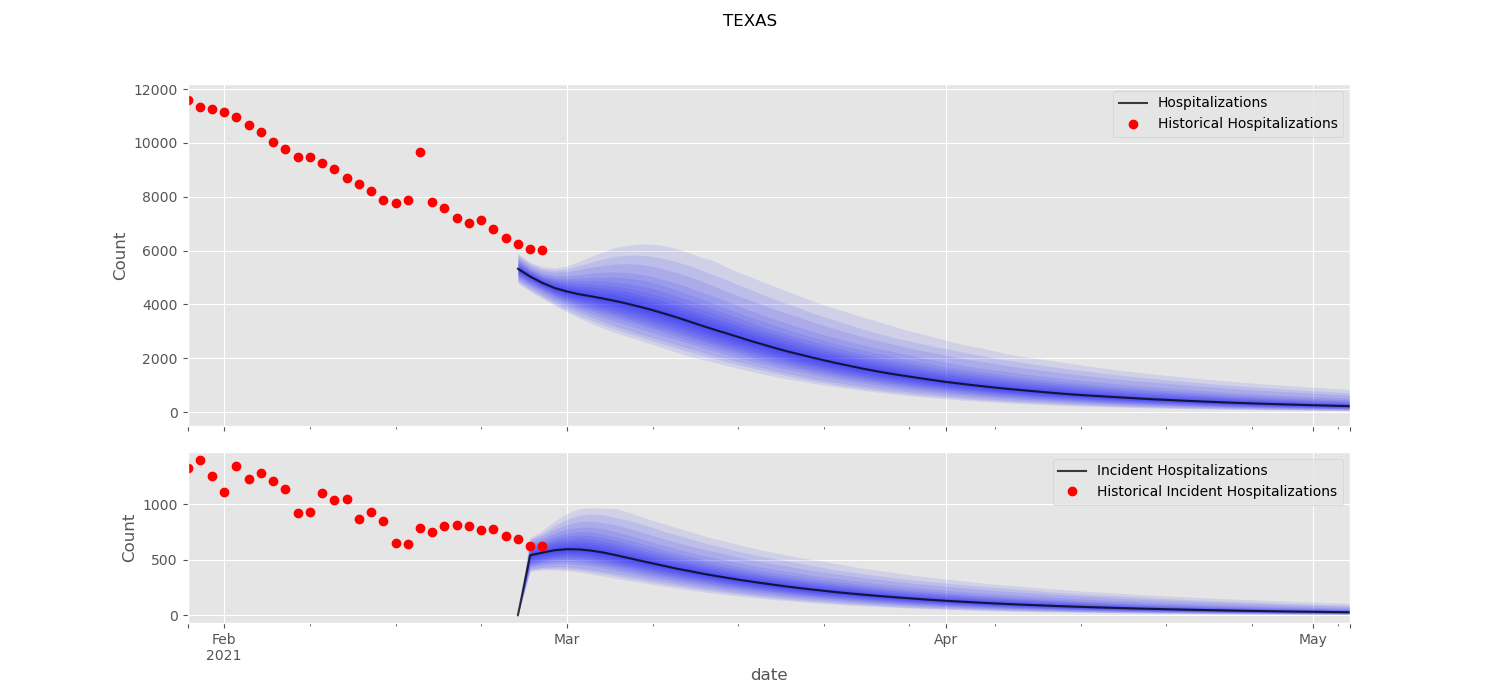 TEXAS
12000
10000
8000
6000
4000
2000
0
Count
Hospitalizations
Historical Hospitalizations
1000
500
0
Count
Incident Hospitalizations
Historical Incident Hospitalizations
Feb
2021
Mar
Apr
May
date